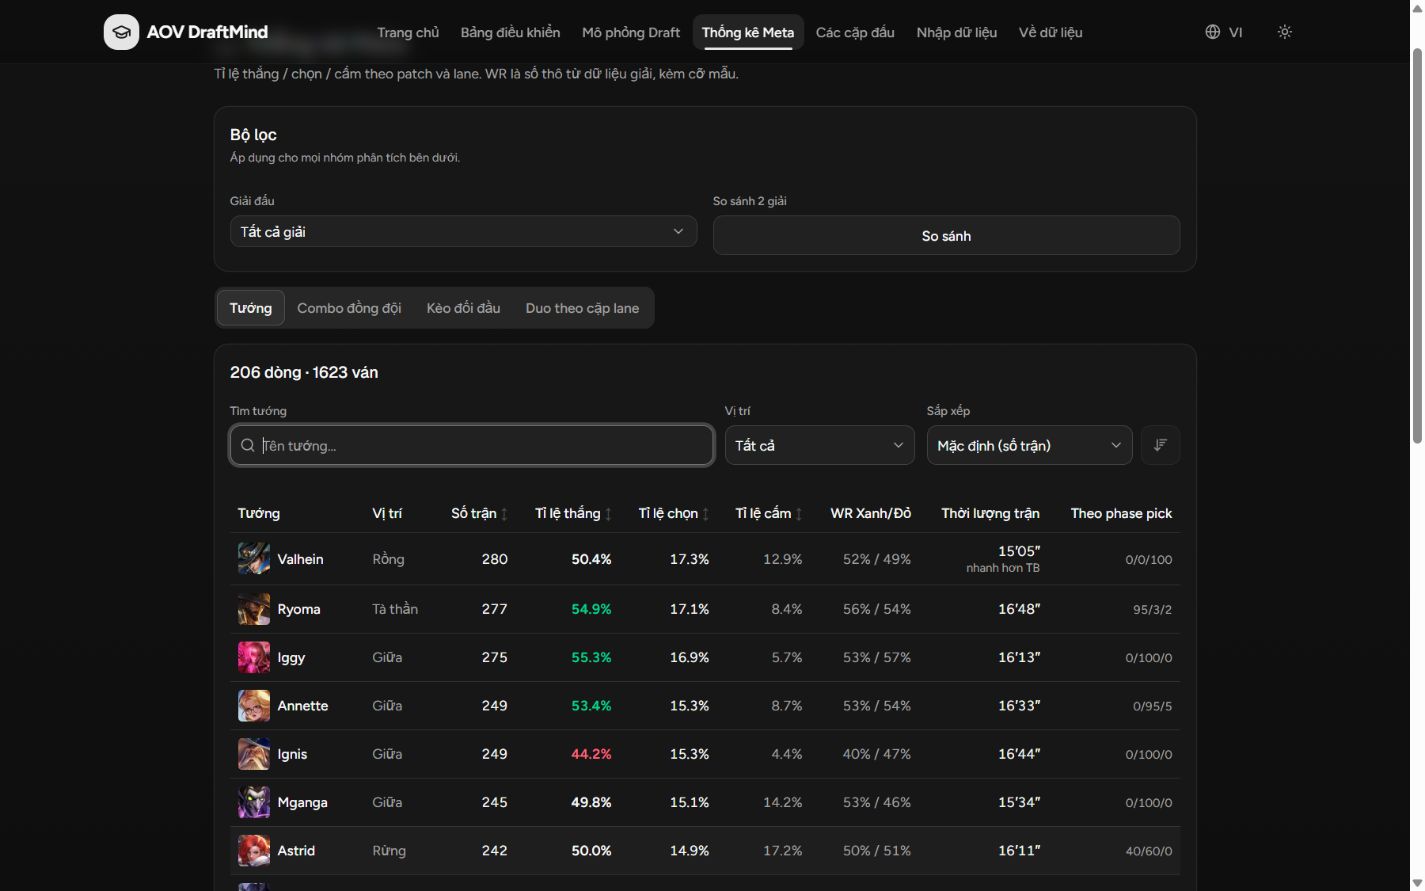 AOV DraftMind
Trang chủ
Bảng điều khiển
Mô phỏng Draft
Thống kê Meta
Các cặp đấu
Nhập dữ liệu
Về dữ liệu
VI
Tỉ lệ thắng / chọn / cấm theo patch và lane. WR là số thô từ dữ liệu giải, kèm cỡ mẫu.
Bộ lọc
Áp dụng cho mọi nhóm phân tích bên dưới.
Giải đấu
So sánh 2 giải
Tất cả giải
So sánh
Tướng
Combo đồng đội
Kèo đối đầu
Duo theo cặp lane
206 dòng · 1623 ván
Tìm tướng
Vị trí
Sắp xếp
Tên tướng...
Tất cả
Mặc định (số trận)
Tướng Vị trí Số trận Tỉ lệ thắng Tỉ lệ chọn Tỉ lệ cấm WR Xanh/Đỏ Thời lượng trận Theo phase pick
Valhein Rồng 280 50.4% 17.3% 12.9% 52% / 49% 15′05″ 0/0/100
nhanh hơn TB
Ryoma Tà thần 277 54.9% 17.1% 8.4% 56% / 54% 16′48″ 95/3/2
Iggy Giữa 275 55.3% 16.9% 5.7% 53% / 57% 16′13″ 0/100/0
Annette Giữa 249 53.4% 15.3% 8.7% 53% / 54% 16′33″ 0/95/5
Ignis Giữa 249 44.2% 15.3% 4.4% 40% / 47% 16′44″ 0/100/0
Mganga Giữa 245 49.8% 15.1% 14.2% 53% / 46% 15′34″ 0/100/0
Astrid Rừng 242 50.0% 14.9% 17.2% 50% / 51% 16′11″ 40/60/0